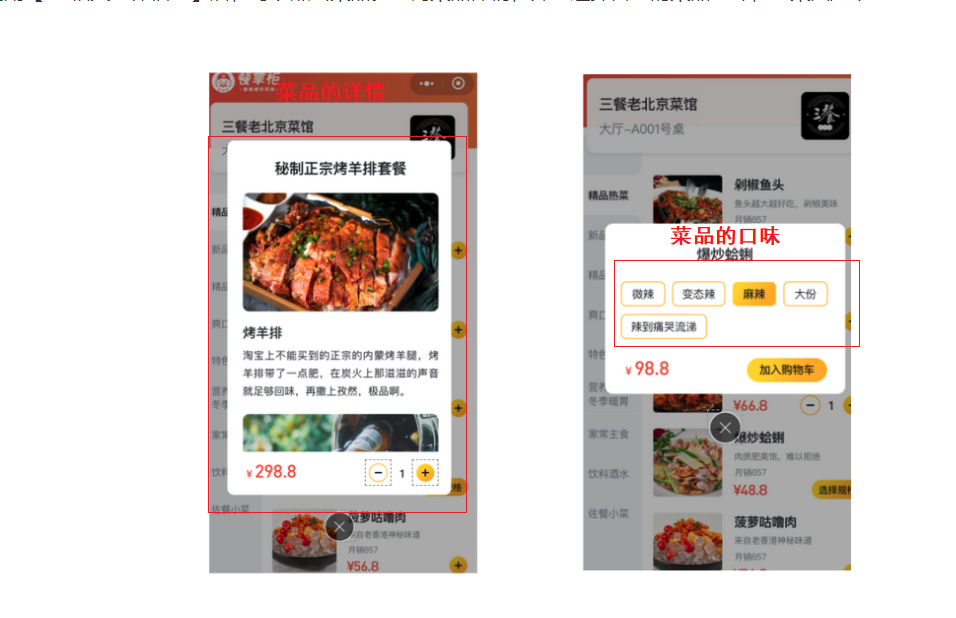 餐掌柜
菜品的详情
三餐老北京菜馆
三餐
秘制正宗烤羊排套餐
精品
新品
精品
爽口
特色
营养
冬季
家常
饮料
佐餐小菜
烤羊排
淘宝上不能买到的正宗的内蒙烤羊腿，烤
羊排带了一点肥，在炭火上那滋滋的声音
就足够回味，再撒上孜然，极品啊。
¥298.8
1
菠萝咕噜肉
来自老香港神秘味道
月销657
¥56.8
三餐老北京菜馆
大厅-A001号桌
三餐
精品热菜
剁椒鱼头
鱼头越大越好吃，剁椒美味
月销657
菜品的口味
爆炒蛤蜊
微辣 变态辣 麻辣 大份
辣到痛哭流涕
¥98.8 加入购物车
新品
精品
爽口
特色
营养
冬季暖胃
家常主食
饮料酒水
佐餐小菜
¥66.8 1
爆炒蛤蜊
肉质肥美饱，难以拒绝
月销657
¥48.8 选择规格
菠萝咕噜肉
来自老香港神秘味道
月销657